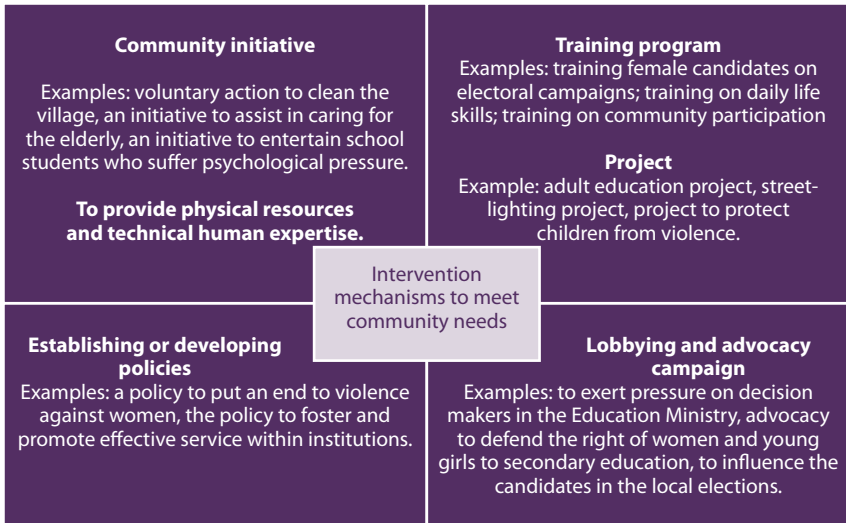 Community initiative
Examples: voluntary action to clean the
village, an initiative to assist in caring for
the elderly, an initiative to entertain school
students who suffer psychological pressure.
To provide physical resources
and technical human expertise.
Training program
Examples: training female candidates on
electoral campaigns; training on daily life
skills; training on community participation
Project
Example: adult education project, street-
lighting project, project to protect
children from violence.
Intervention
mechanisms to meet
community needs
Establishing or developing
policies
Examples: a policy to put an end to violence
against women, the policy to foster and
promote effective service within institutions.
Lobbying and advocacy
campaign
Examples: to exert pressure on decision
makers in the Education Ministry, advocacy
to defend the right of women and young
girls to secondary education, to influence the
candidates in the local elections.